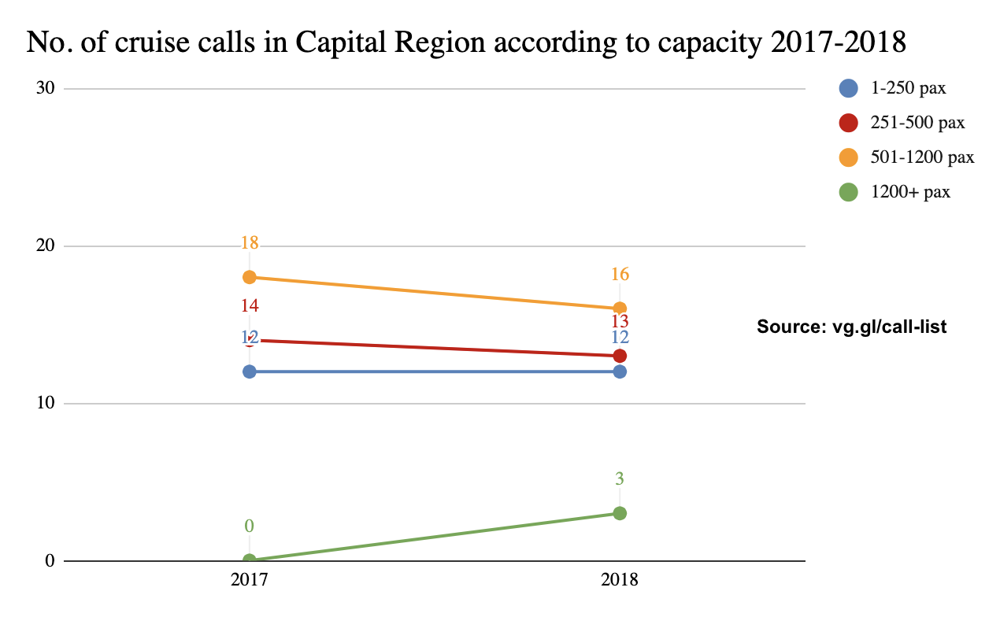 No. of cruise calls in Capital Region according to capacity 2017-2018
30
1-250 pax
251-500 pax
501-1200 pax
1200+ pax
20
18
16
14
13
12
12
Source: vg.gl/call-list
10
3
0
0
2017
2018